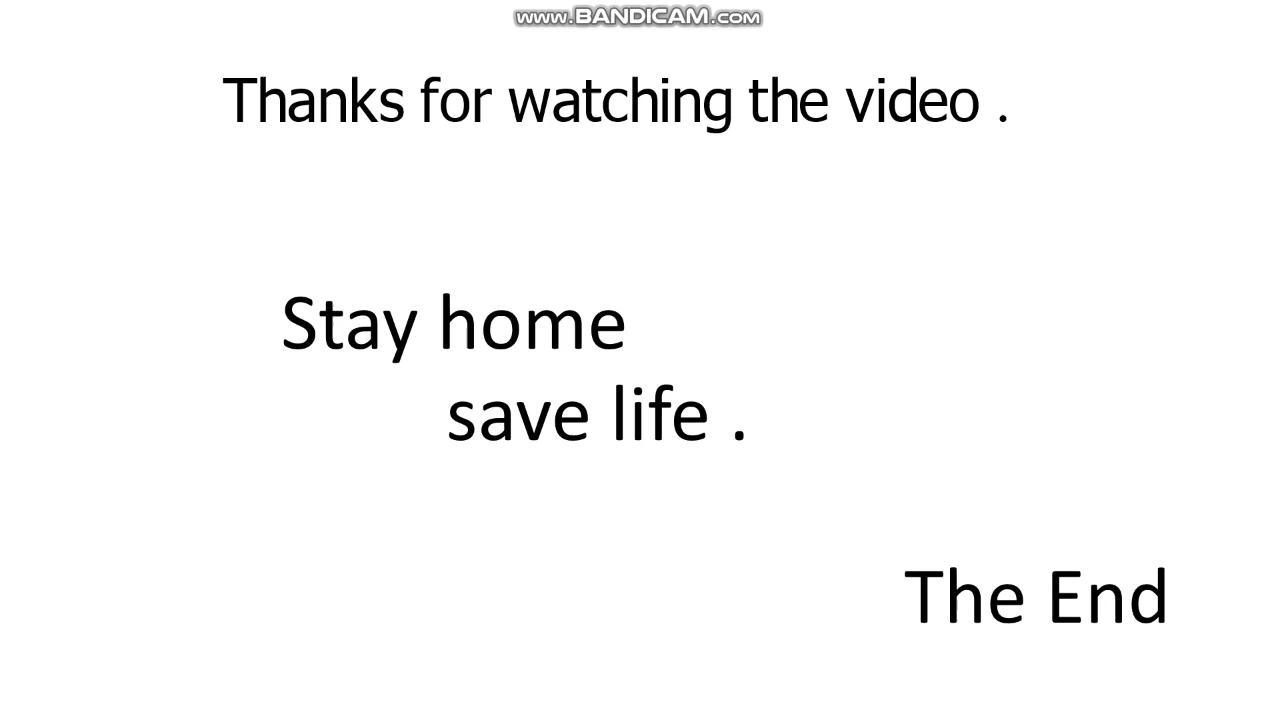 www.BANDICAM.com
Thanks for watching the video .
Stay home
save life .
The End